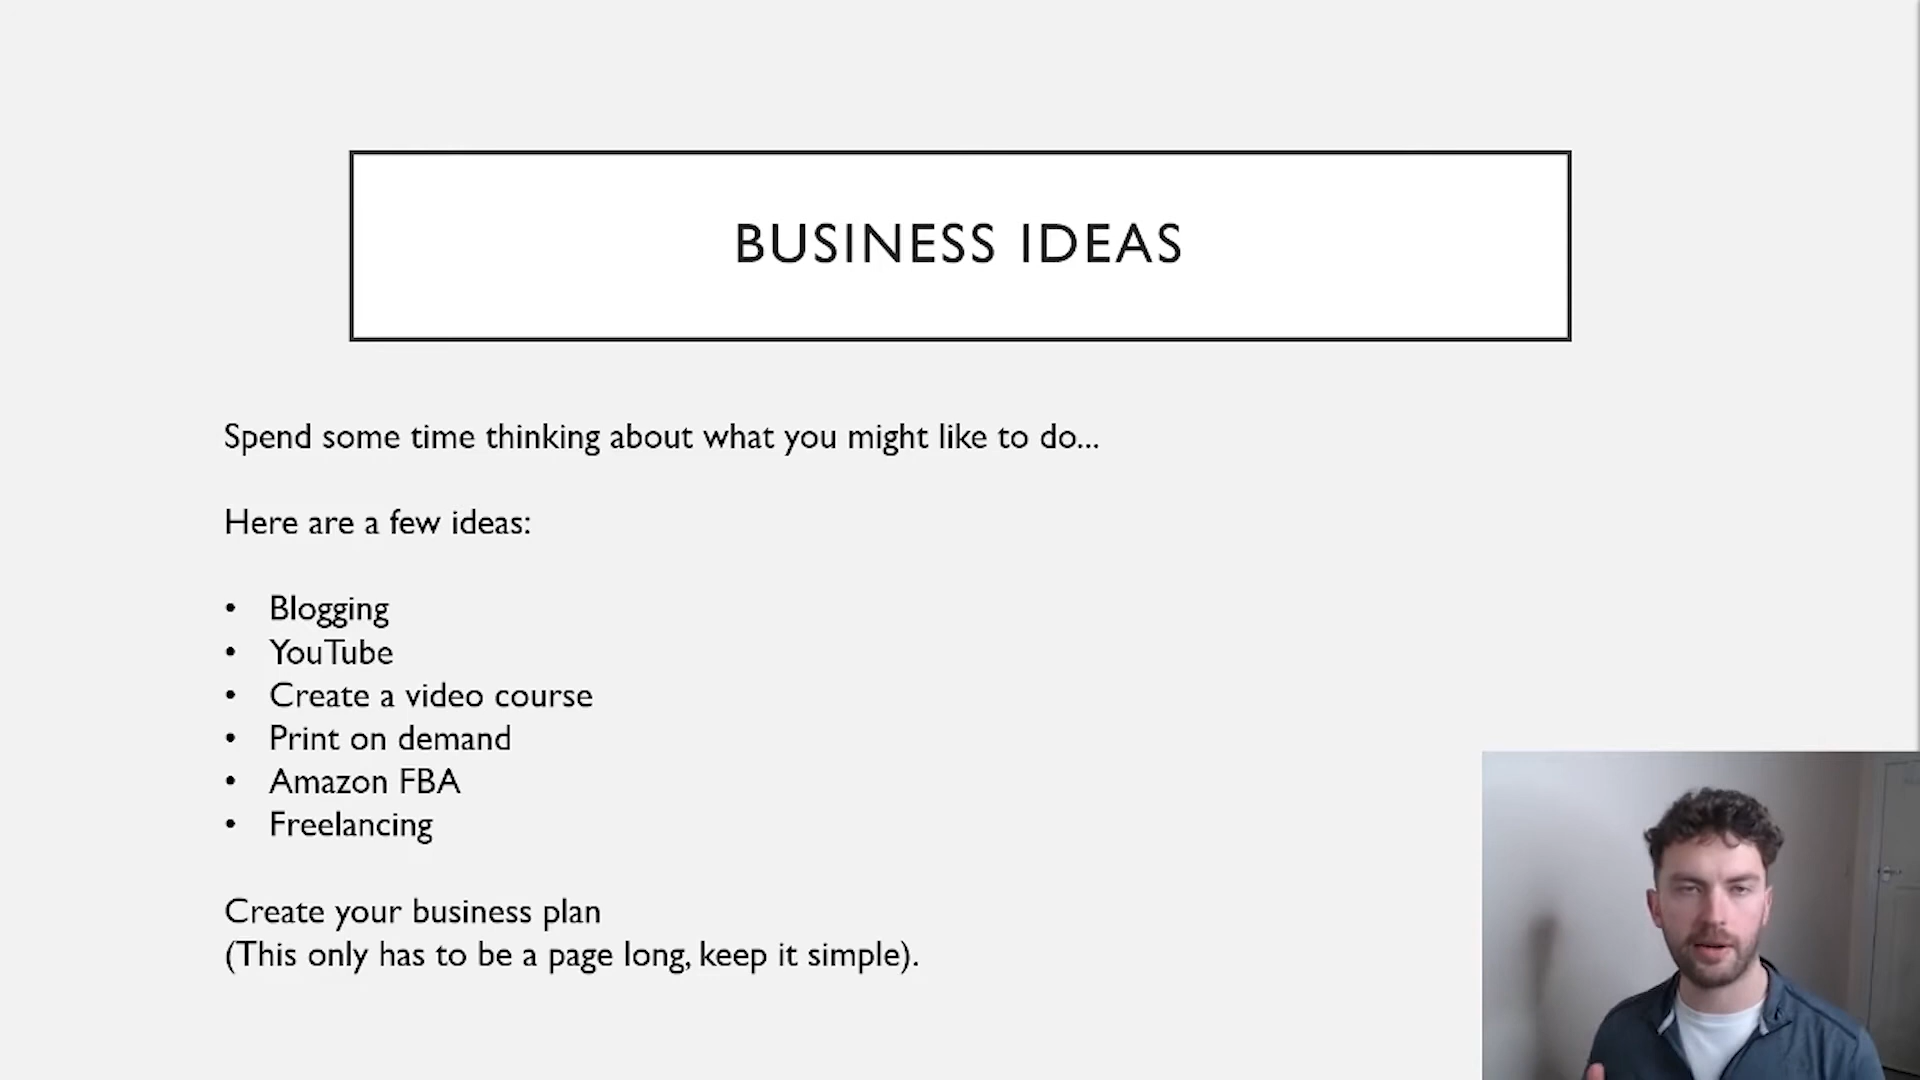 BUSINESS IDEAS
Spend some time thinking about what you might like to do...
Here are a few ideas:
• Blogging
• YouTube
• Create a video course
• Print on demand
• Amazon FBA
• Freelancing
Create your business plan
(This only has to be a page long, keep it simple).